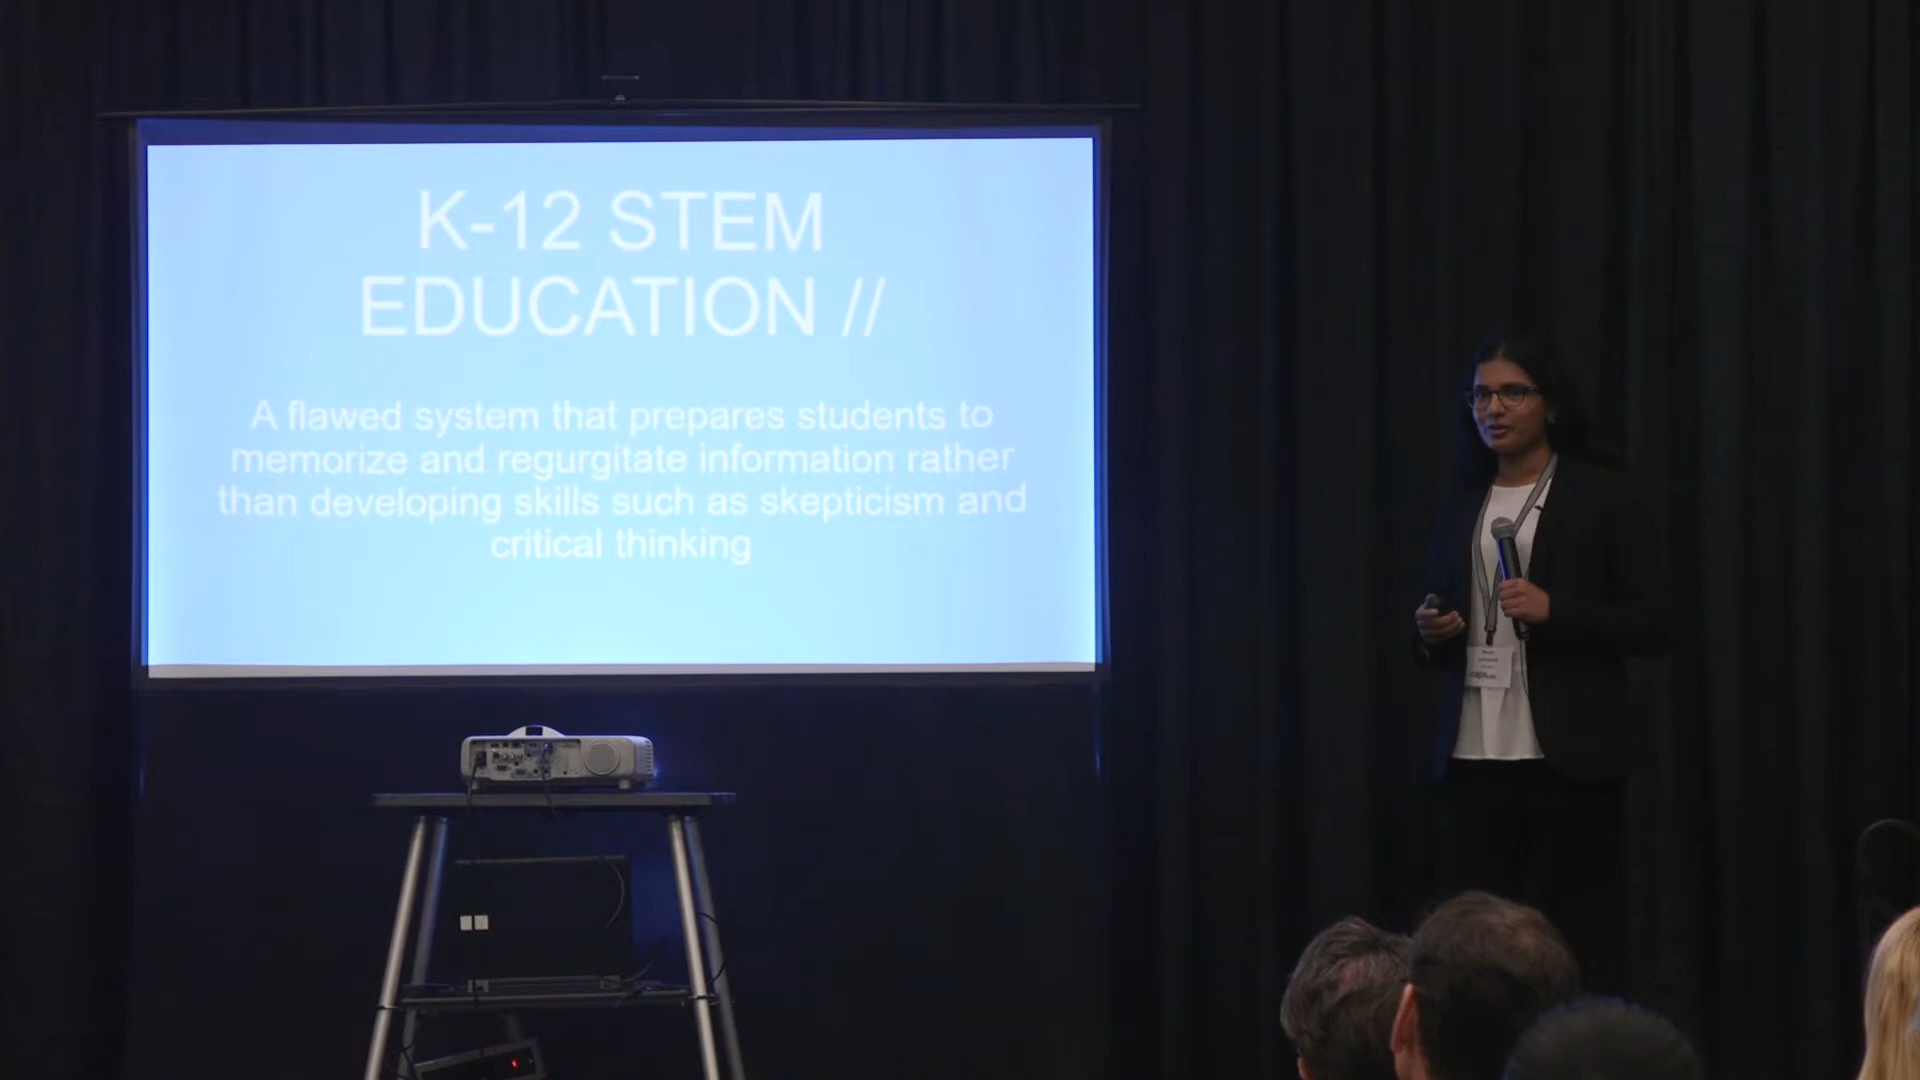 K-12 STEM
EDUCATION //
A flawed system that prepares students to
memorize and regurgitate information rather
than developing skills such as skepticism and
critical thinking